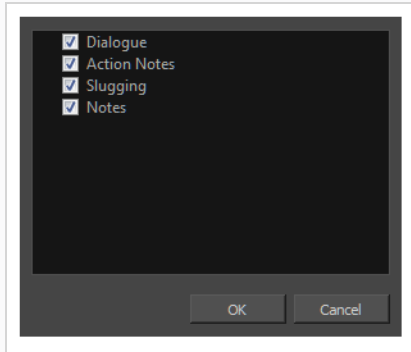 Dialogue
Action Notes
Slugging
Notes
OK Cancel